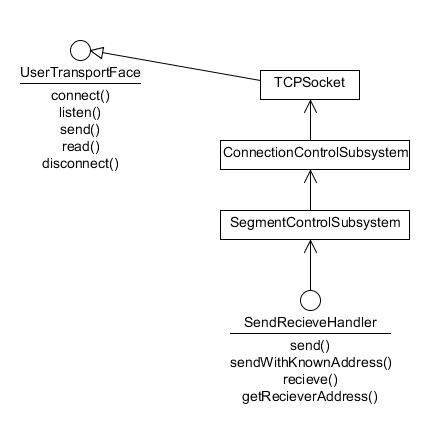 UserTransportFace
connect()
listen()
send()
read()
disconnect()
TCPSocket
ConnectionControlSubsystem
SegmentControlSubsystem
SendRecieveHandler
send()
sendWithKnownAddress()
recieve()
getRecieverAddress()